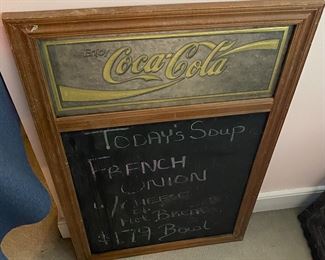 Enjoy
Coca-Cola
TODAY'S SOUP
FRENCH
ONION
W/ CHEESE
HOT BREAD
$1.79 BOWL